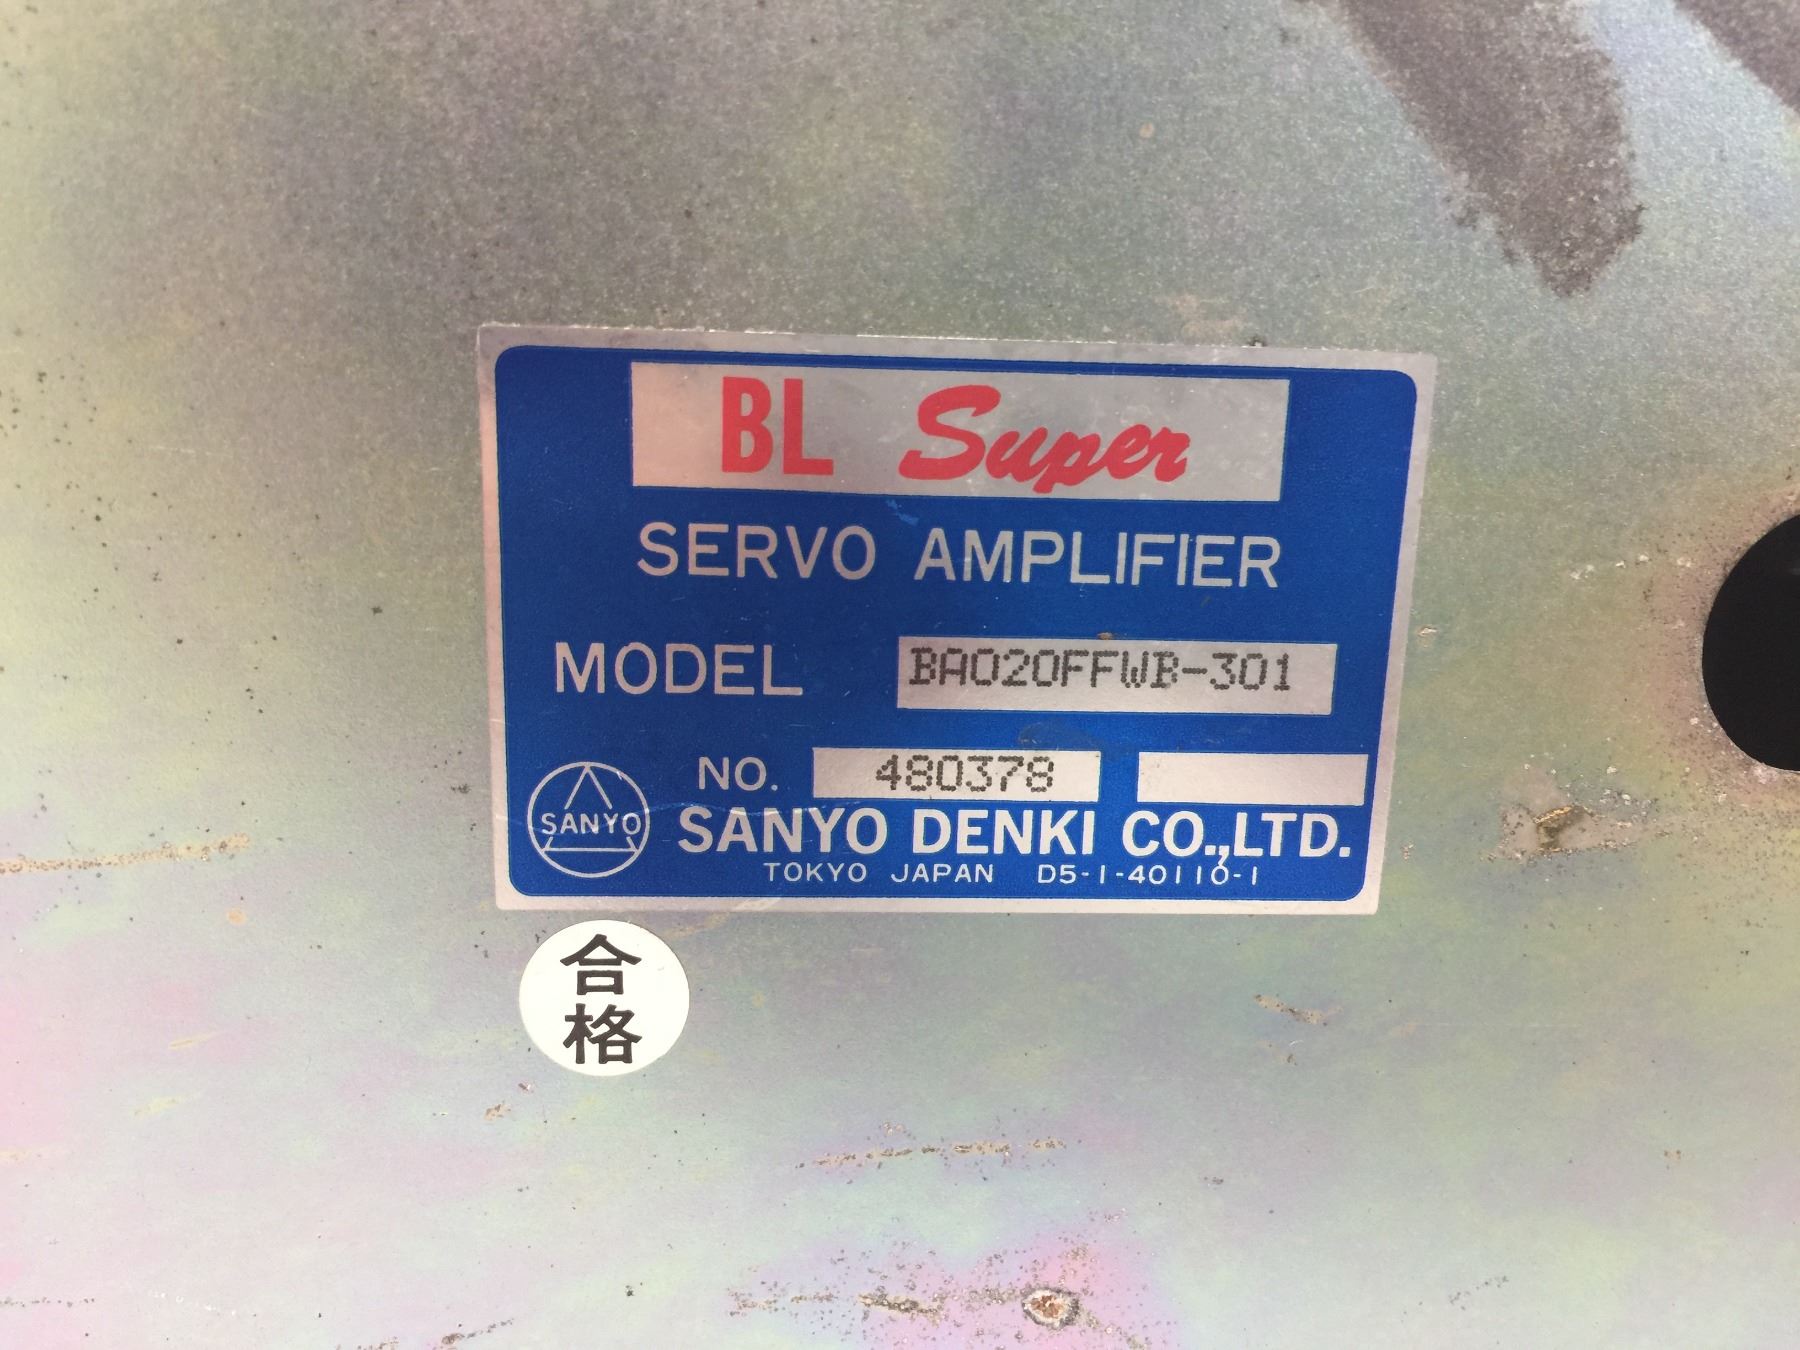 BL Super
SERVO AMPLIFIER
MODEL BA020FFWB-301
NO. 480378
SANYO
SANYO DENKI CO.,LTD.
TOKYO JAPAN D5-1-40110-1
合
格